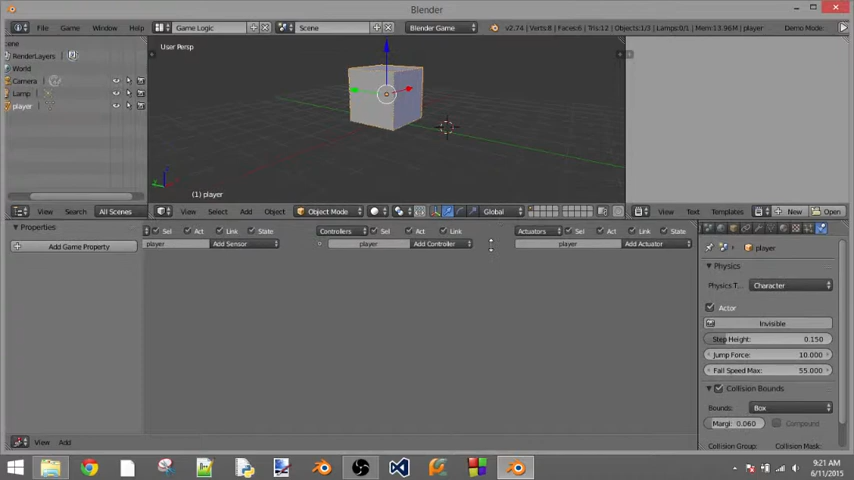 Blender
File Game Window Help Game Logic Scene Blender Game v2.74 | Verts:8 | Faces:6 | Tris:12 | Objects:1/3 | Lamps:0/1 | Mem:13.96M | player Demo Mode:
cene
RenderLayers
World
Camera
Lamp
player
User Persp
(1) player
View Search All Scenes
View Select Add Object Object Mode Global
View Text Templates New Open
Properties
Add Game Property
Sel Act Link State
player Add Sensor
Controllers Sel Act Link
player Add Controller
Actuators Sel Act Link State
player Add Actuator
player
Physics
Physics T... Character
Actor
Invisible
Step Height: 0.150
Jump Force: 10.000
Fall Speed Max: 55.000
Collision Bounds
Bounds: Box
Margi: 0.060 Compound
Collision Group: Collision Mask:
View Add
9:21 AM
6/11/2015